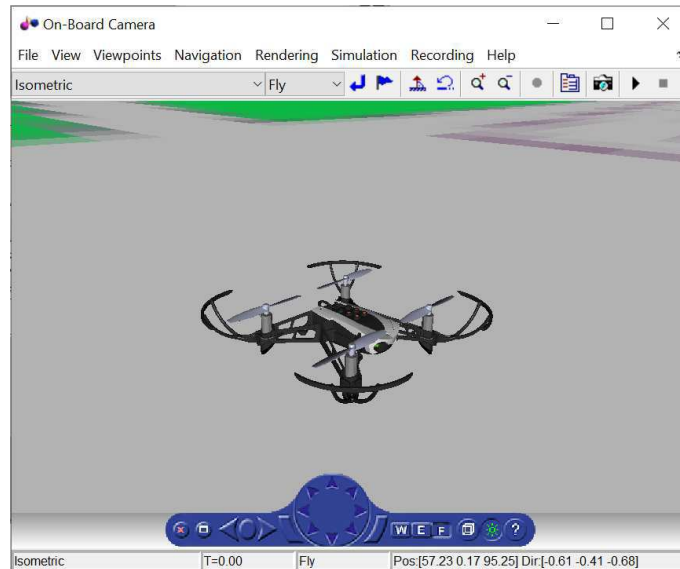 On-Board Camera
File View Viewpoints Navigation Rendering Simulation Recording Help
Isometric Fly
W E F ?
Isometric T=0.00 Fly Pos:[57.23 0.17 95.25] Dir:[-0.61 -0.41 -0.68]